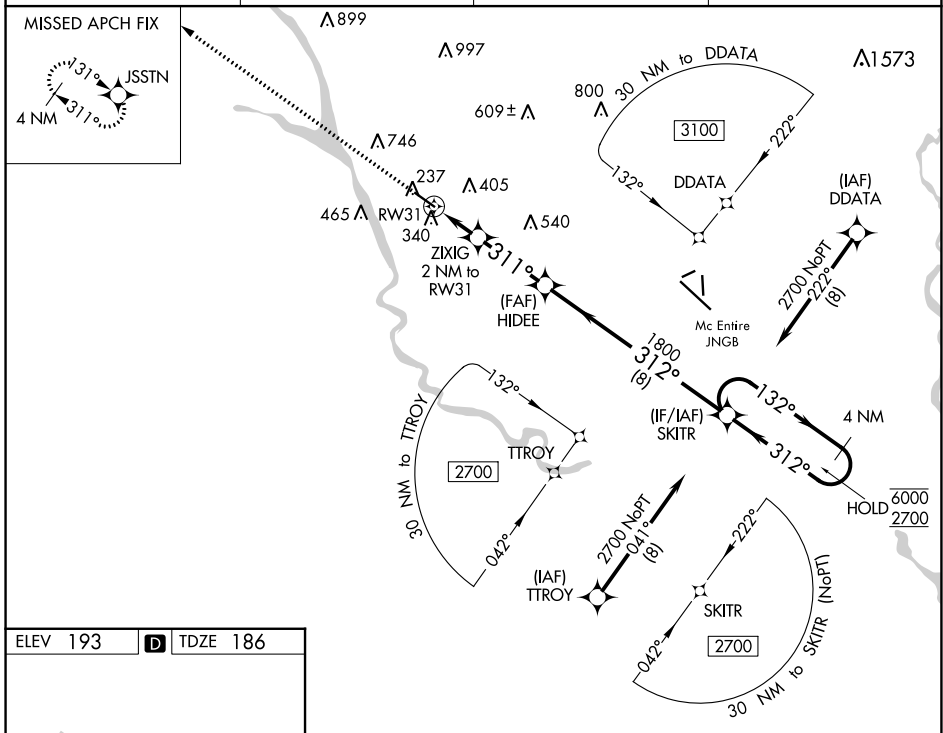 MISSED APCH FIX
131°
JSSTN
311°
4 NM
899
997
1573
30 NM to DDATA
800
609±
3100
222°
132°
DDATA
746
237
405
465
RW31
340
540
ZIXIG
2 NM to
RW31
311°
(FAF)
HIDEE
(IAF)
DDATA
2700 NoPT
222°
(8)
Mc Entire
JNGB
1800
312°
(8)
(IF/IAF)
SKITR
132°
4 NM
312°
HOLD
6000
2700
30 NM to TTROY
132°
TTROY
2700
042°
2700 NoPT
041°
(8)
(IAF)
TTROY
222°
SKITR
2700
042°
30 NM to SKITR (NoPT)
ELEV 193 D TDZE 186